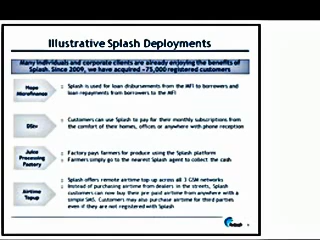 Illustrative Splash Deployments
Many individuals and corporate clients are already enjoying the benefits of
Splash. Since 2009, we have acquired ~75,000 registered customers
Hope
Microfinance
Splash is used for loan disbursements from the MFI to borrowers and
loan repayments from borrowers to the MFI
DStv
Customers can use Splash to pay for their monthly subscriptions from
the comfort of their homes, offices or anywhere with phone reception
Juice
Processing
Factory
Factory pays farmers for produce using the Splash platform
Farmers simply go to the nearest Splash agent to collect the cash
Airtime
Topup
Splash offers remote airtime top-up across all 3 GSM networks
Instead of purchasing airtime from dealers in the streets, Splash
customers can now buy their pre-paid airtime from anywhere with a
simple SMS. Customers may also purchase airtime for third parties
even if they are not registered with Splash